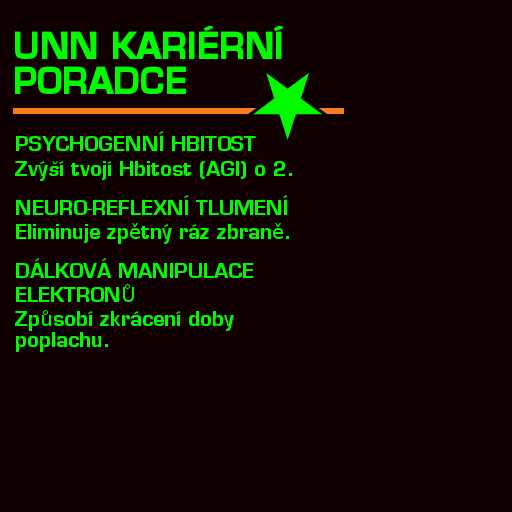 UNN KARIÉRNÍ
PORADCE
PSYCHOGENNÍ HBITOST
Zvýší tvojí Hbitost (AGI) o 2.
NEURO-REFLEXNÍ TLUMENÍ
Eliminuje zpětný ráz zbraně.
DÁLKOVÁ MANIPULACE
ELEKTRONŮ
Způsobí zkrácení doby
poplachu.